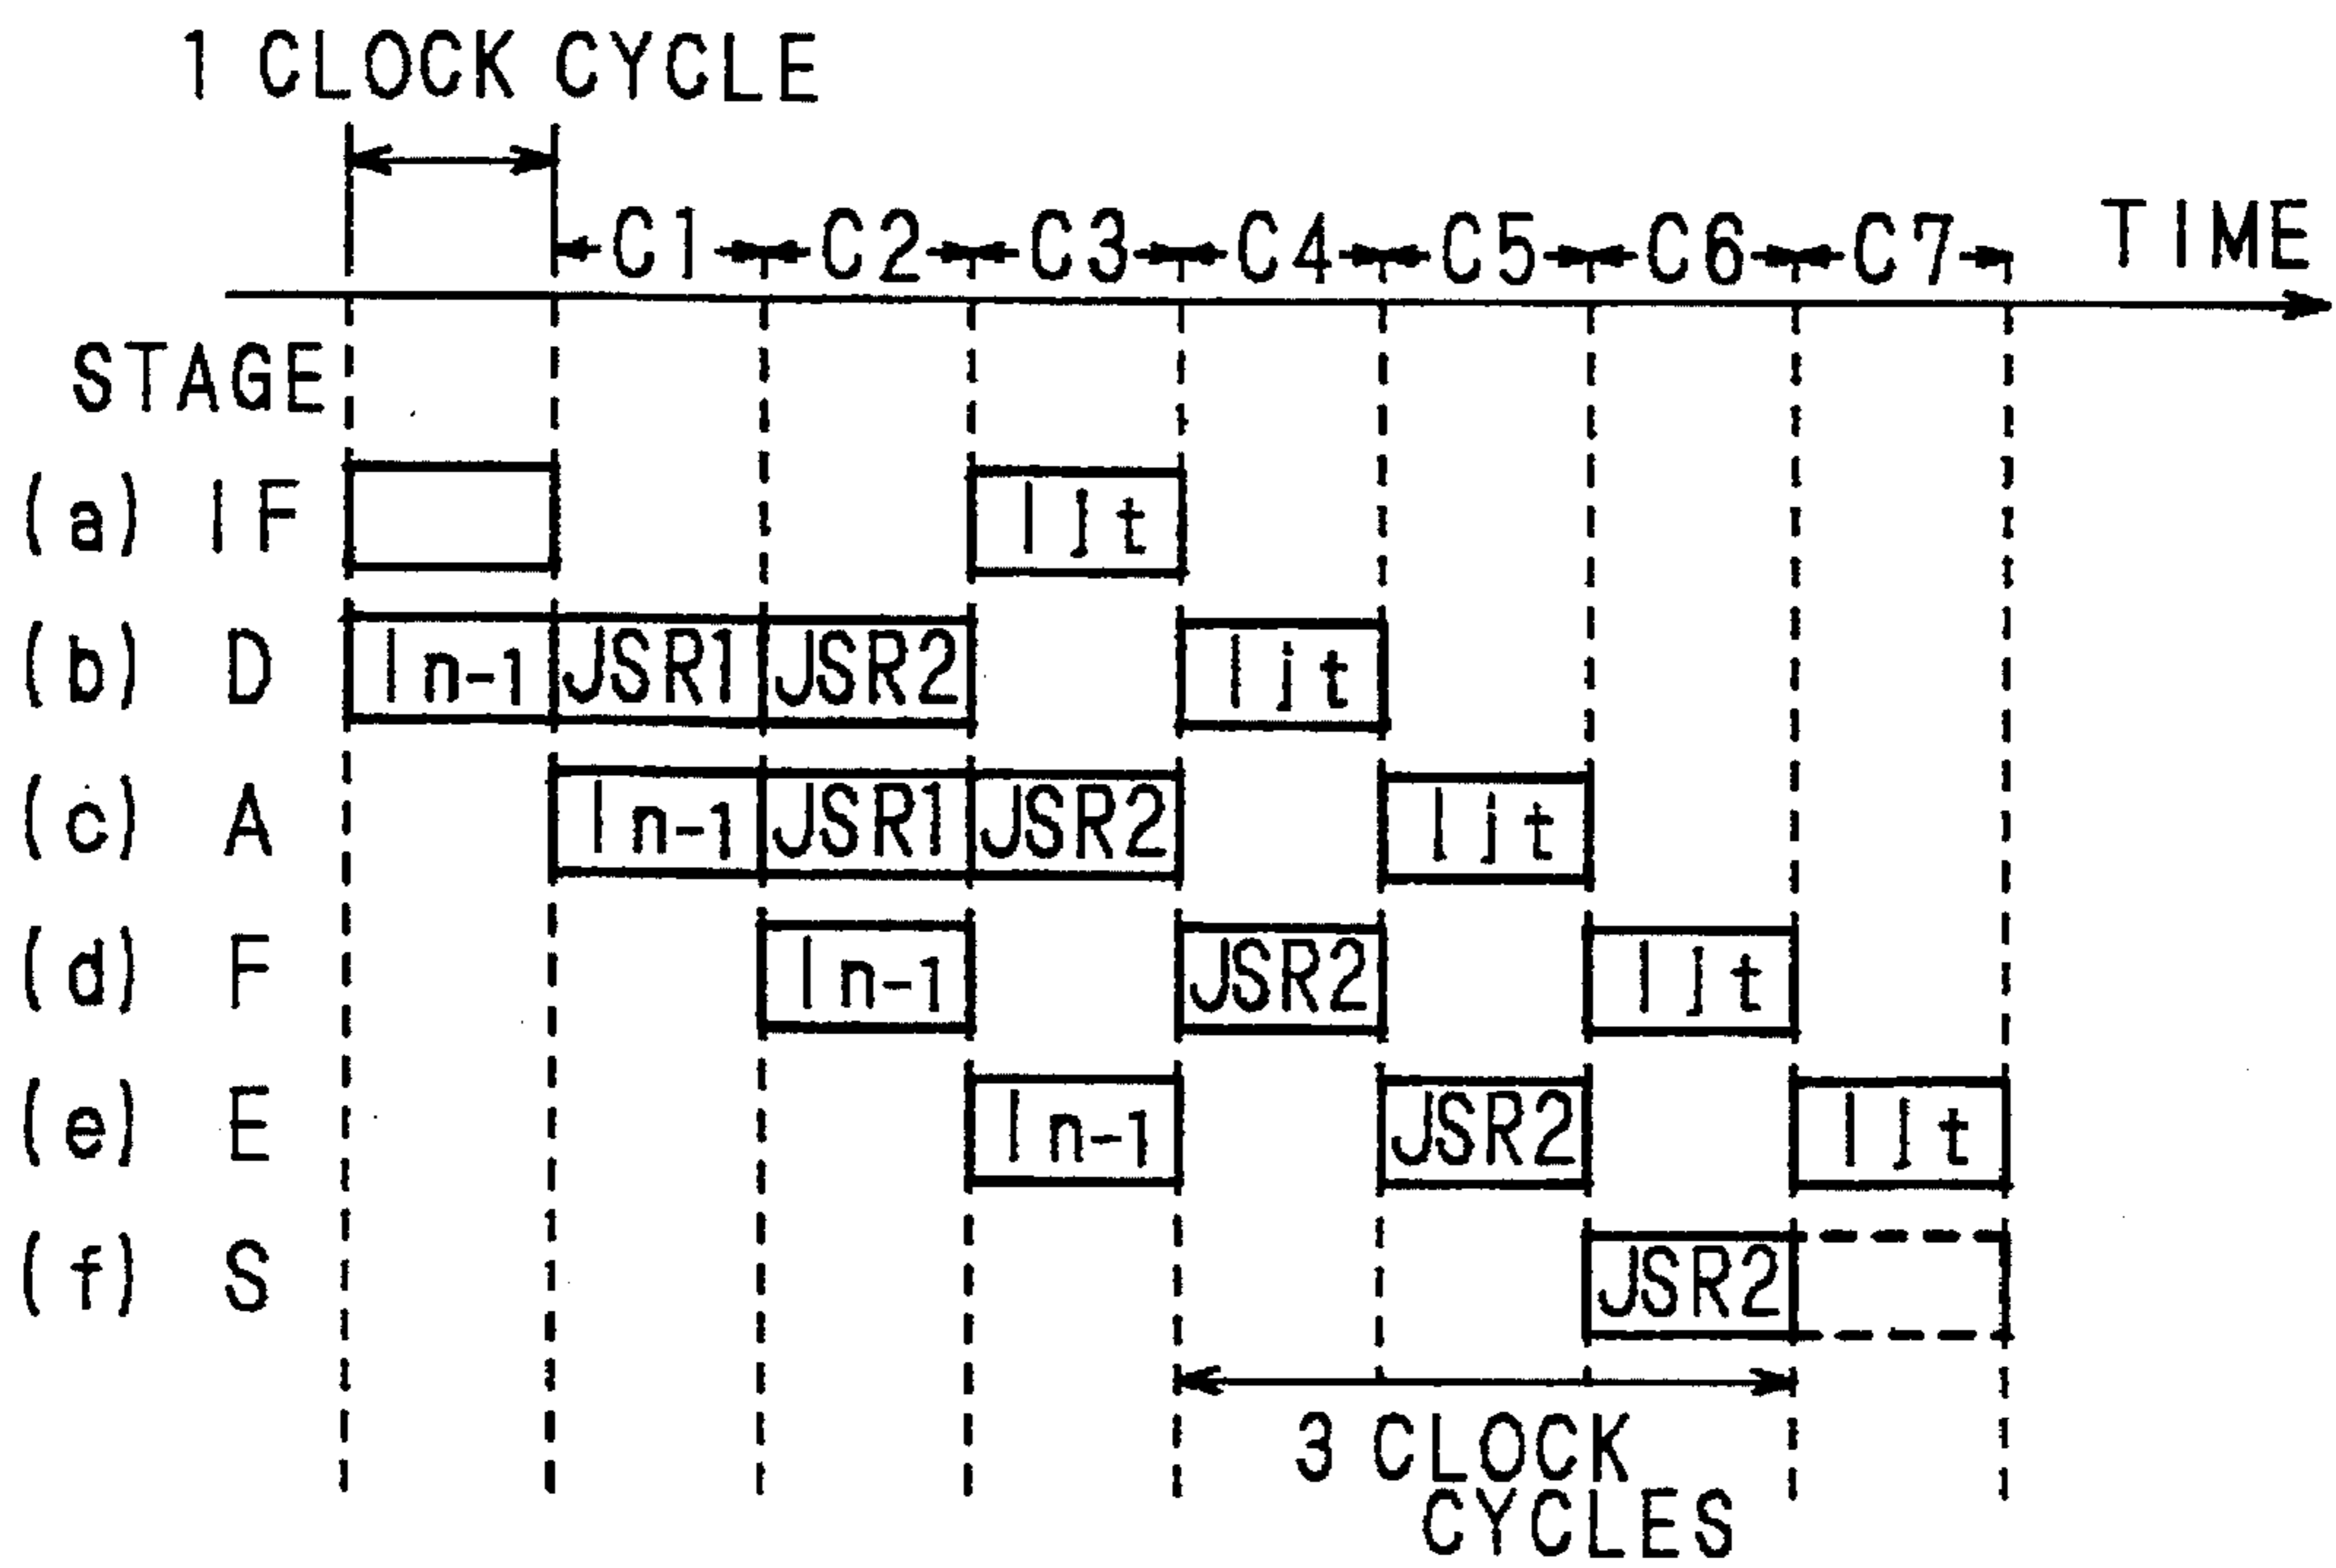 1 CLOCK CYCLE
C1 C2 C3 C4 C5 C6 C7 TIME
STAGE
(a) IF Ijt
(b) D In-1 JSR1 JSR2 Ijt
(c) A In-1 JSR1 JSR2 Ijt
(d) F In-1 JSR2 Ijt
(e) E In-1 JSR2 Ijt
(f) S JSR2
3 CLOCK
CYCLES